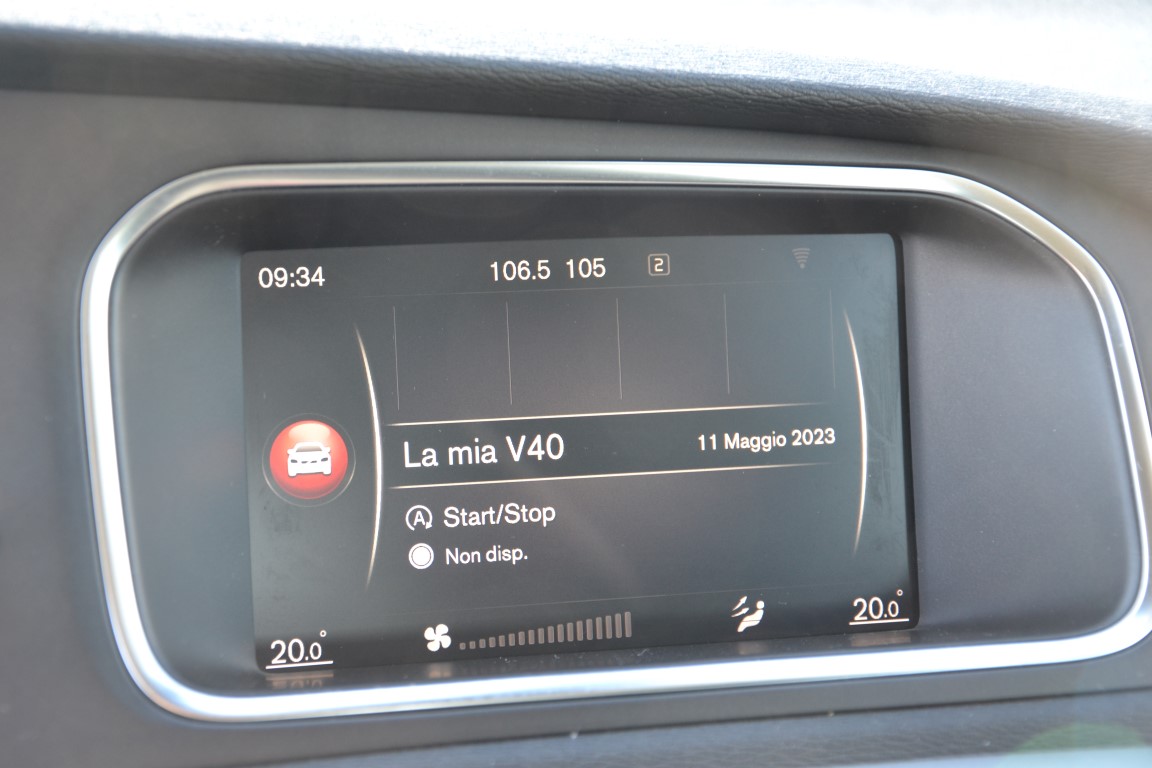 09:34 106.5 105 2
La mia V40 11 Maggio 2023
A Start/Stop
Non disp.
20.0° 20.0°